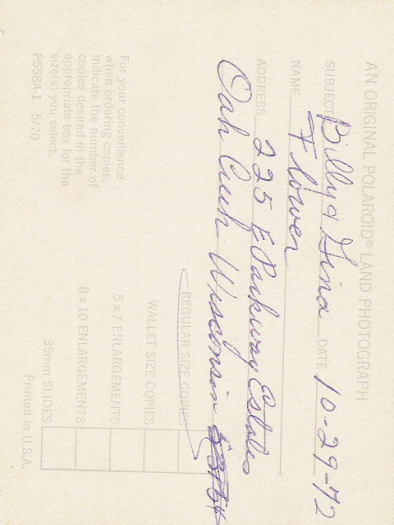 AN ORIGINAL POLAROID® LAND PHOTOGRAPH
SUBJECT Billy & Gina DATE 10-29-72
NAME Flower
ADDRESS 225 E Parkway Estates
Oak Creek Wisconsin
For your convenience
when ordering copies,
indicate the number of
copies desired in the
appropriate box for the
size(s) you select.
P558A-1 5/70
REGULAR SIZE COPIES
WALLET SIZE COPIES
5 x 7 ENLARGEMENTS
8 x 10 ENLARGEMENTS
35mm SLIDES
Printed in U.S.A.